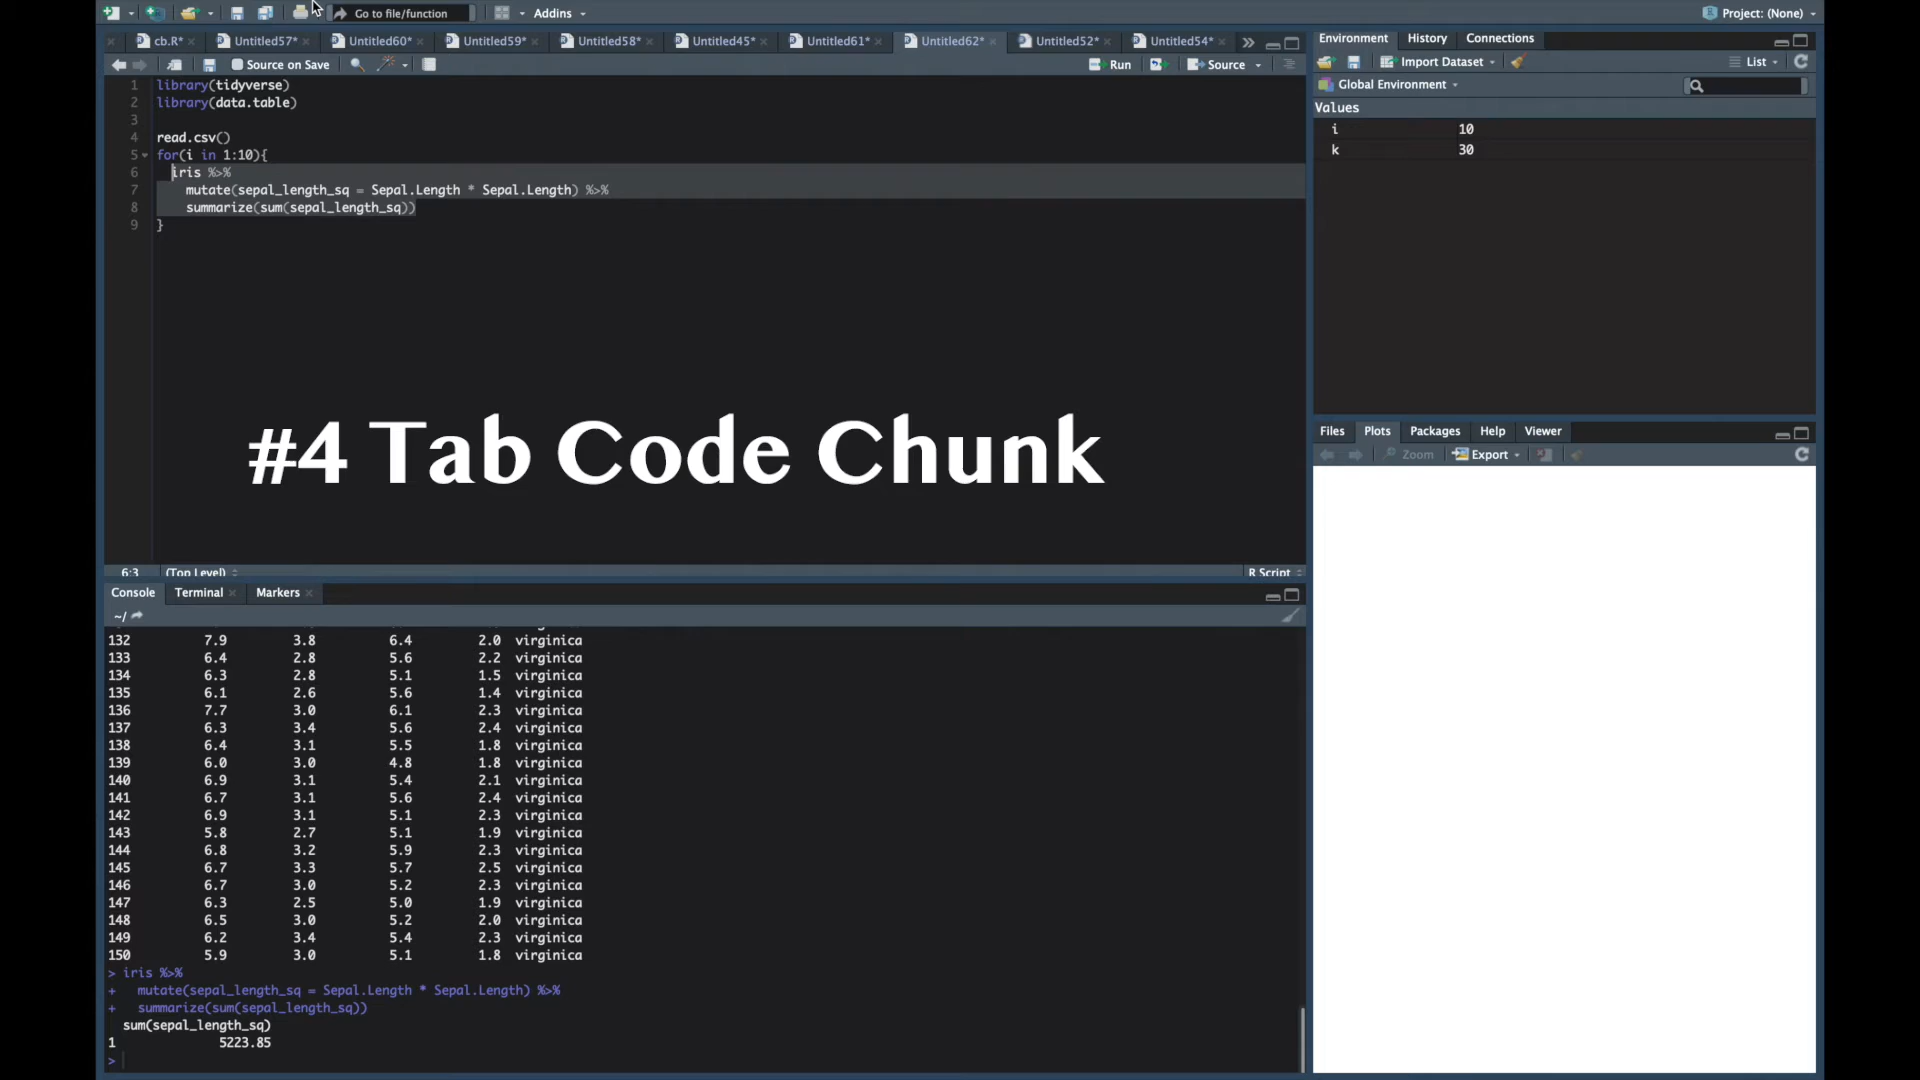 Go to file/function Addins Project: (None)
cb.R* Untitled57* Untitled60* Untitled59* Untitled58* Untitled45* Untitled61* Untitled62* Untitled52* Untitled54*
Source on Save Run Source
1 library(tidyverse)
2 library(data.table)
3
4 read.csv()
5 for(i in 1:10){
6 iris %>%
7 mutate(sepal_length_sq = Sepal.Length * Sepal.Length) %>%
8 summarize(sum(sepal_length_sq))
9 }
#4 Tab Code Chunk
6:3 (Top Level) R Script
Console Terminal Markers
~/
132 7.9 3.8 6.4 2.0 virginica
133 6.4 2.8 5.6 2.2 virginica
134 6.3 2.8 5.1 1.5 virginica
135 6.1 2.6 5.6 1.4 virginica
136 7.7 3.0 6.1 2.3 virginica
137 6.3 3.4 5.6 2.4 virginica
138 6.4 3.1 5.5 1.8 virginica
139 6.0 3.0 4.8 1.8 virginica
140 6.9 3.1 5.4 2.1 virginica
141 6.7 3.1 5.6 2.4 virginica
142 6.9 3.1 5.1 2.3 virginica
143 5.8 2.7 5.1 1.9 virginica
144 6.8 3.2 5.9 2.3 virginica
145 6.7 3.3 5.7 2.5 virginica
146 6.7 3.0 5.2 2.3 virginica
147 6.3 2.5 5.0 1.9 virginica
148 6.5 3.0 5.2 2.0 virginica
149 6.2 3.4 5.4 2.3 virginica
150 5.9 3.0 5.1 1.8 virginica
> iris %>%
+ mutate(sepal_length_sq = Sepal.Length * Sepal.Length) %>%
+ summarize(sum(sepal_length_sq))
sum(sepal_length_sq)
1 5223.85
>
Environment History Connections
Import Dataset List
Global Environment
Values
i 10
k 30
Files Plots Packages Help Viewer
Zoom Export